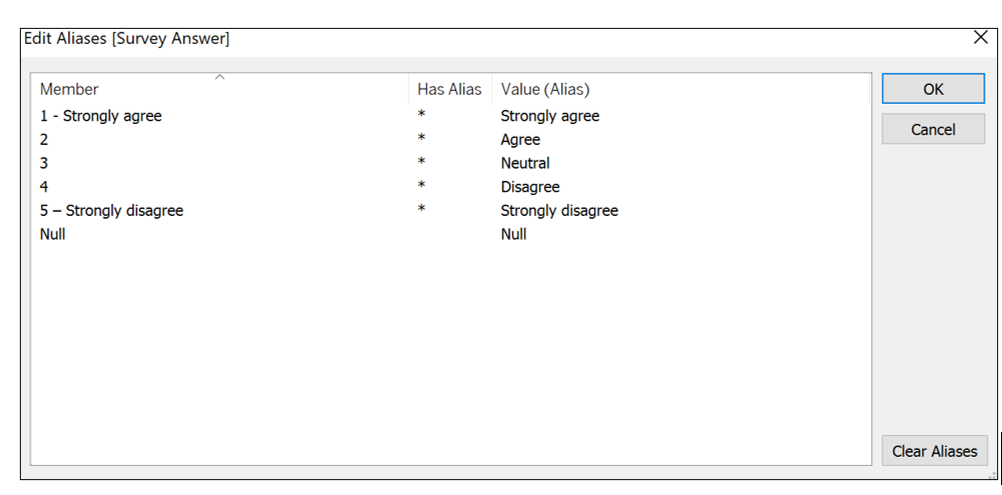 Edit Aliases [Survey Answer]
Member Has Alias Value (Alias) OK
1 - Strongly agree * Strongly agree
2 * Agree Cancel
3 * Neutral
4 * Disagree
5 – Strongly disagree * Strongly disagree
Null Null
Clear Aliases